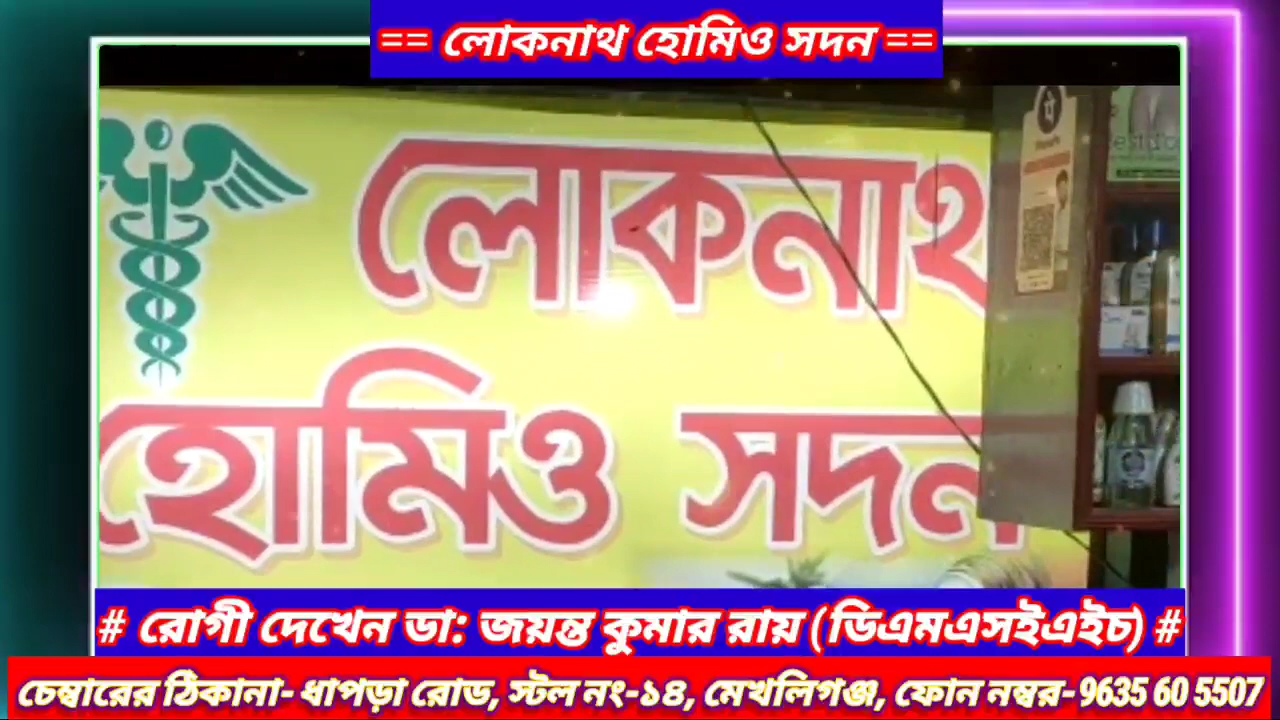 == লোকনাথ হোমিও সদন ==
লোকনাথ
হোমিও সদন
# রোগী দেখেন ডা: জয়ন্ত কুমার রায় (ডিএমএসইএইচ) #
চেম্বারের ঠিকানা- ধাপড়া রোড, স্টল নং-১৪, মেখলিগঞ্জ, ফোন নম্বর- 9635 60 5507